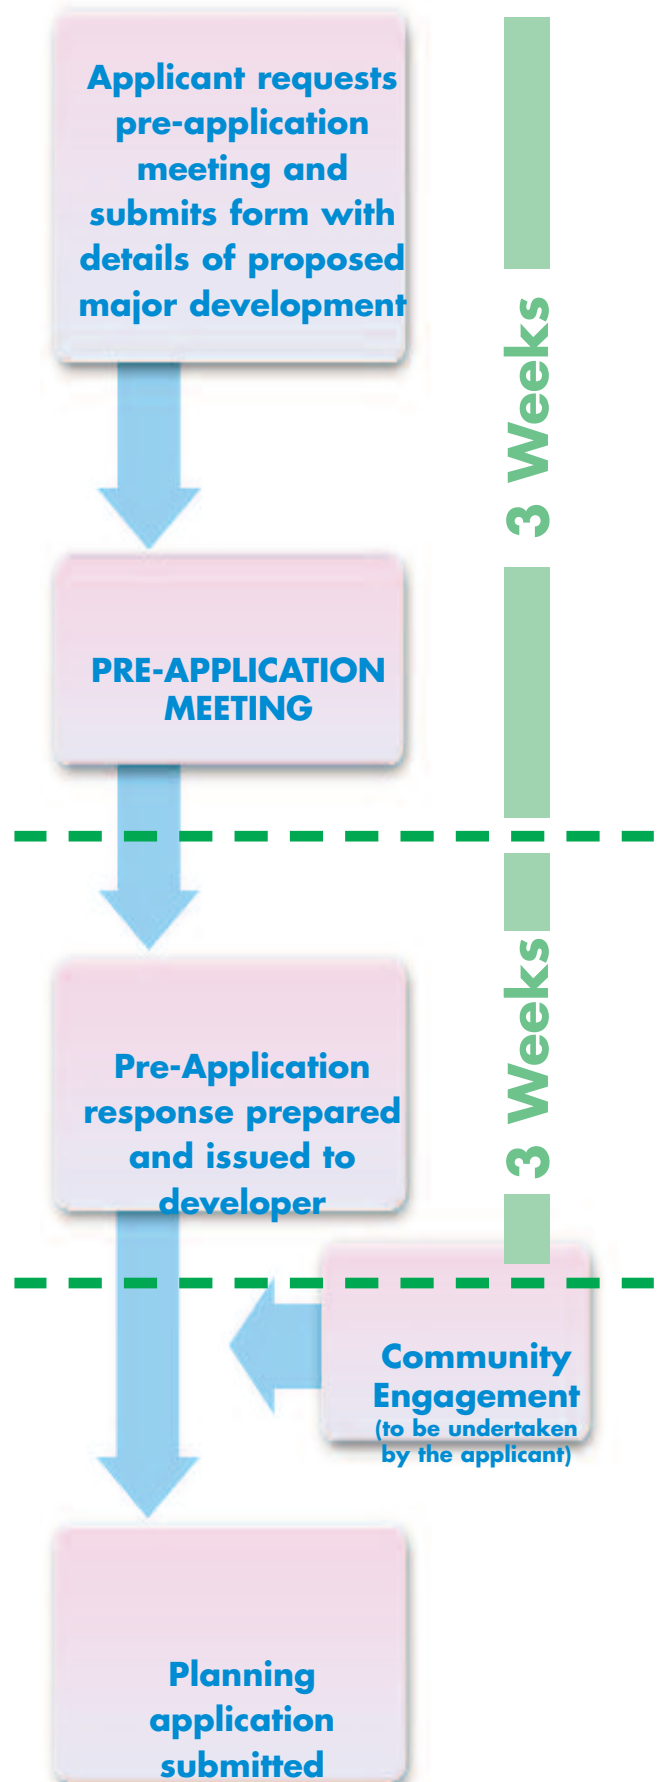 Applicant requests
pre-application
meeting and
submits form with
details of proposed
major development
3 Weeks
PRE-APPLICATION
MEETING
Pre-Application
response prepared
and issued to
developer
3 Weeks
Community
Engagement
(to be undertaken
by the applicant)
Planning
application
submitted